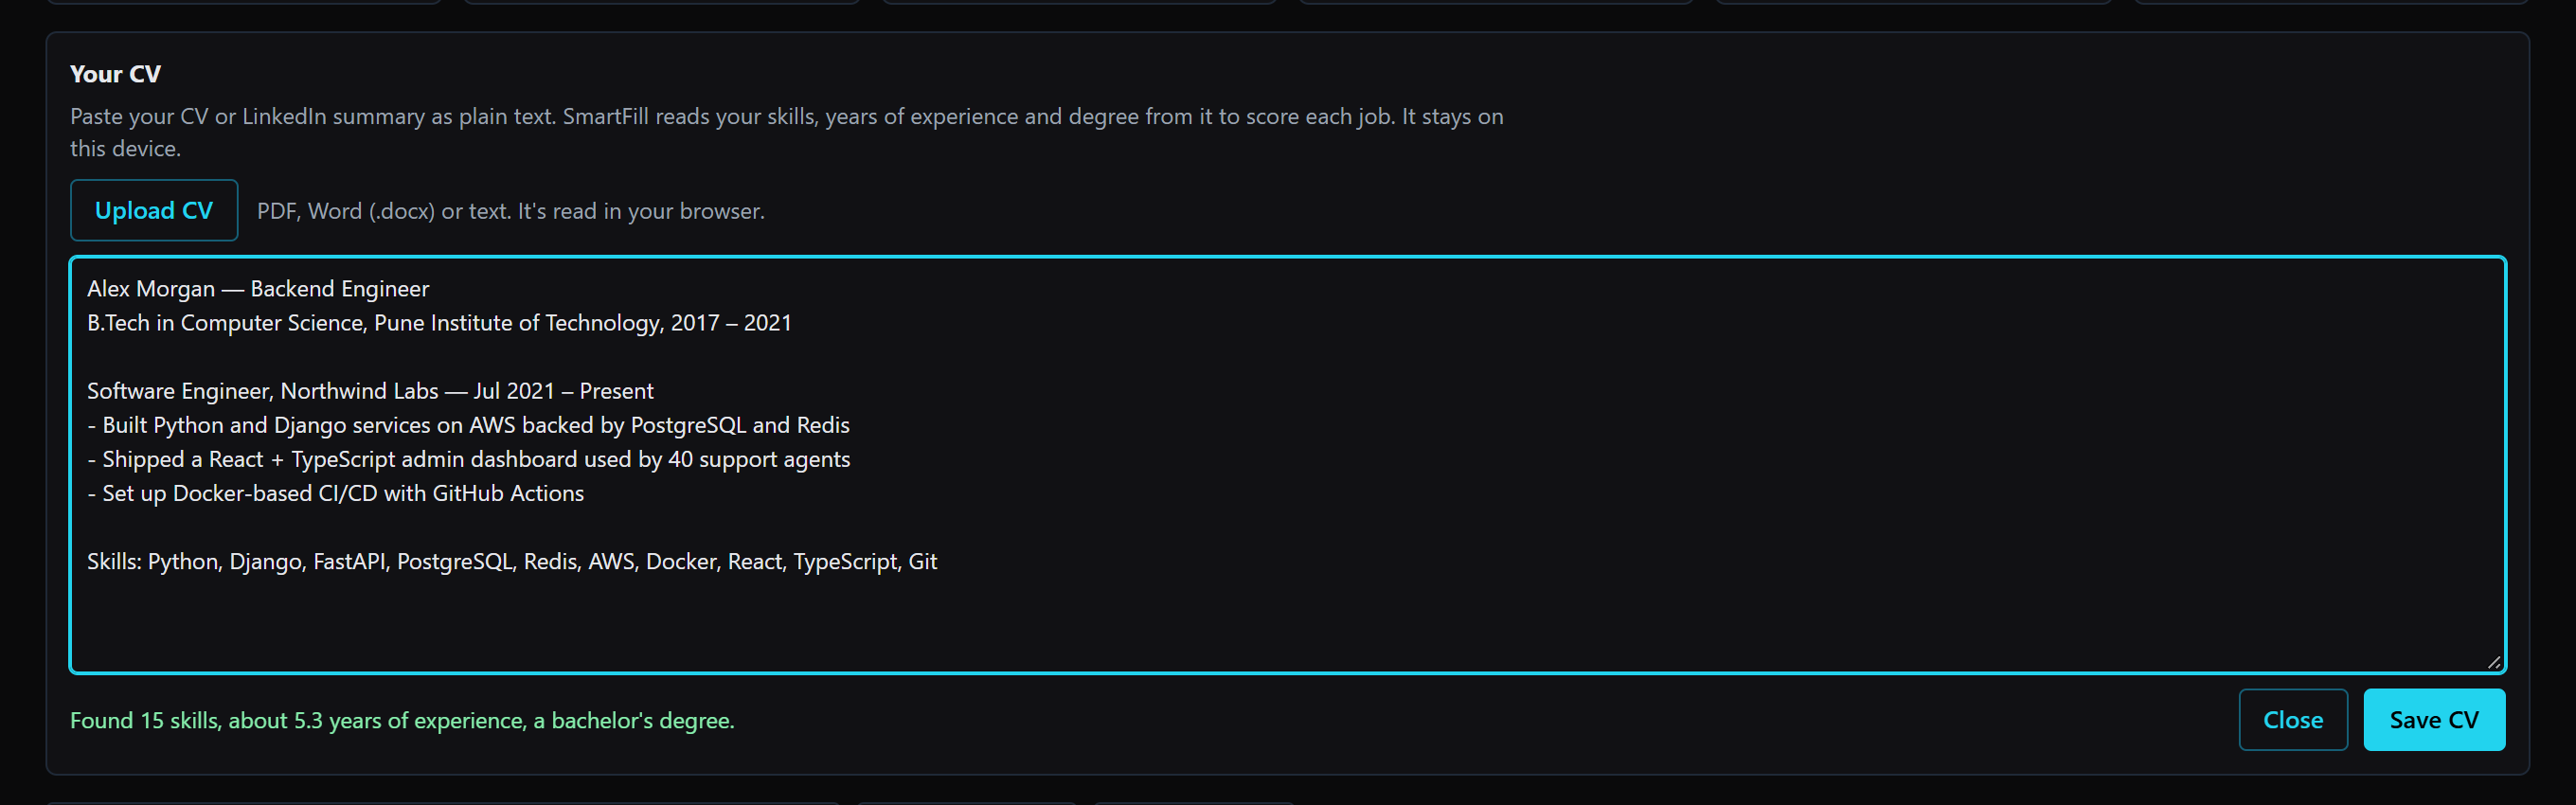 Your CV
Paste your CV or LinkedIn summary as plain text. SmartFill reads your skills, years of experience and degree from it to score each job. It stays on
this device.
Upload CV
PDF, Word (.docx) or text. It's read in your browser.
Alex Morgan — Backend Engineer
B.Tech in Computer Science, Pune Institute of Technology, 2017 – 2021
Software Engineer, Northwind Labs — Jul 2021 – Present
- Built Python and Django services on AWS backed by PostgreSQL and Redis
- Shipped a React + TypeScript admin dashboard used by 40 support agents
- Set up Docker-based CI/CD with GitHub Actions
Skills: Python, Django, FastAPI, PostgreSQL, Redis, AWS, Docker, React, TypeScript, Git
Found 15 skills, about 5.3 years of experience, a bachelor's degree.
Close
Save CV